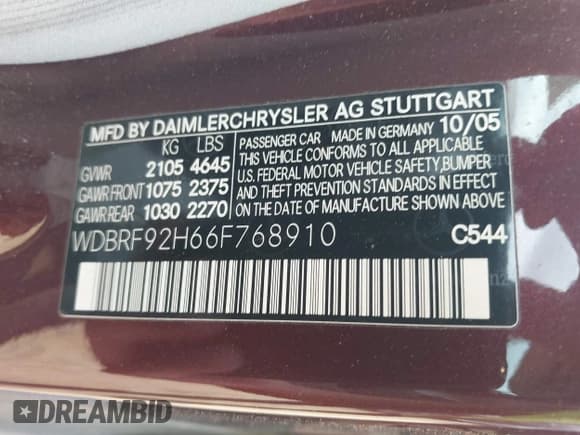 MFD BY DAIMLERCHRYSLER AG STUTTGART
KG LBS
GVWR 2105 4645
GAWR FRONT 1075 2375
GAWR REAR 1030 2270
PASSENGER CAR MADE IN GERMANY 10/05
THIS VEHICLE CONFORMS TO ALL APPLICABLE
U.S. FEDERAL MOTOR VEHICLE SAFETY, BUMPER
AND THEFT PREVENTION STANDARDS IN EFFECT
ON THE DATE OF MANUFACTURE SHOWN ABOVE.
WDBRF92H66F768910 C544
DREAMBID